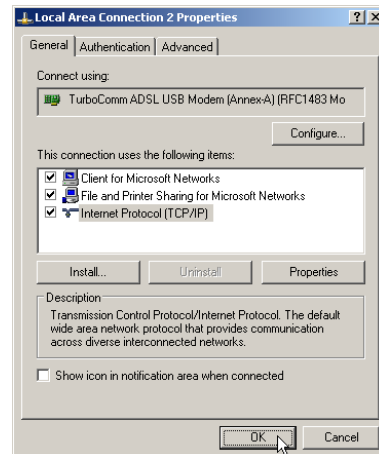 Local Area Connection 2 Properties
General Authentication Advanced
Connect using:
TurboComm ADSL USB Modem (Annex-A) (RFC1483 Mo
Configure...
This connection uses the following items:
Client for Microsoft Networks
File and Printer Sharing for Microsoft Networks
Internet Protocol (TCP/IP)
Install... Uninstall Properties
Description
Transmission Control Protocol/Internet Protocol. The default
wide area network protocol that provides communication
across diverse interconnected networks.
Show icon in notification area when connected
OK Cancel